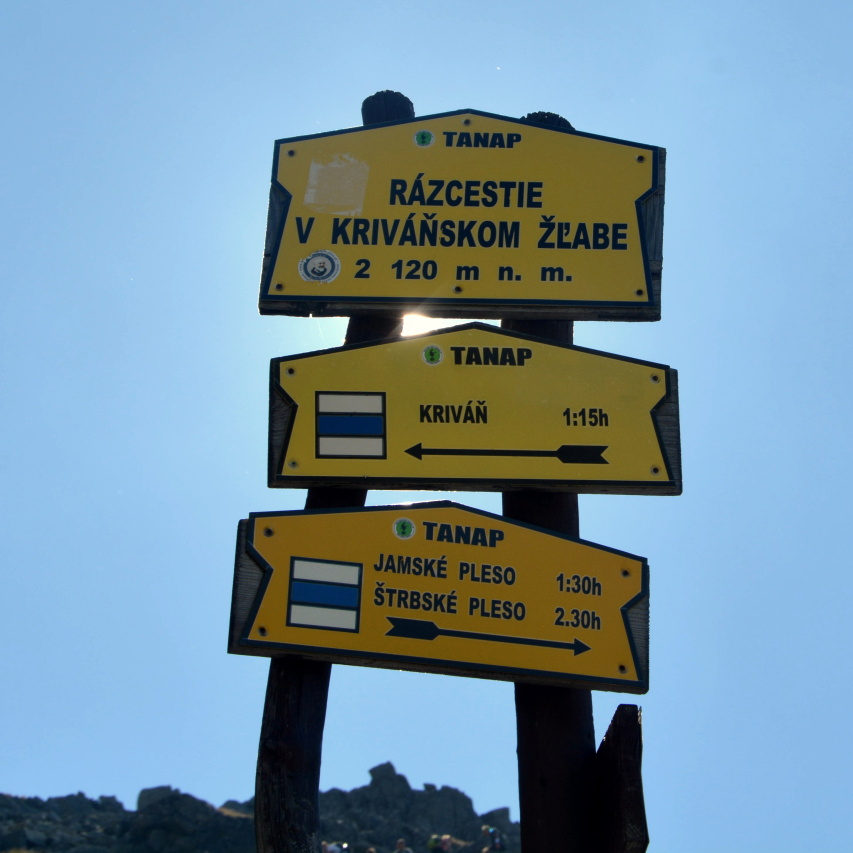 TANAP
RÁZCESTIE
V KRIVÁŇSKOM ŽĽABE
2 120 m n. m.
TANAP
KRIVÁŇ 1:15h
TANAP
JAMSKÉ PLESO 1:30h
ŠTRBSKÉ PLESO 2.30h